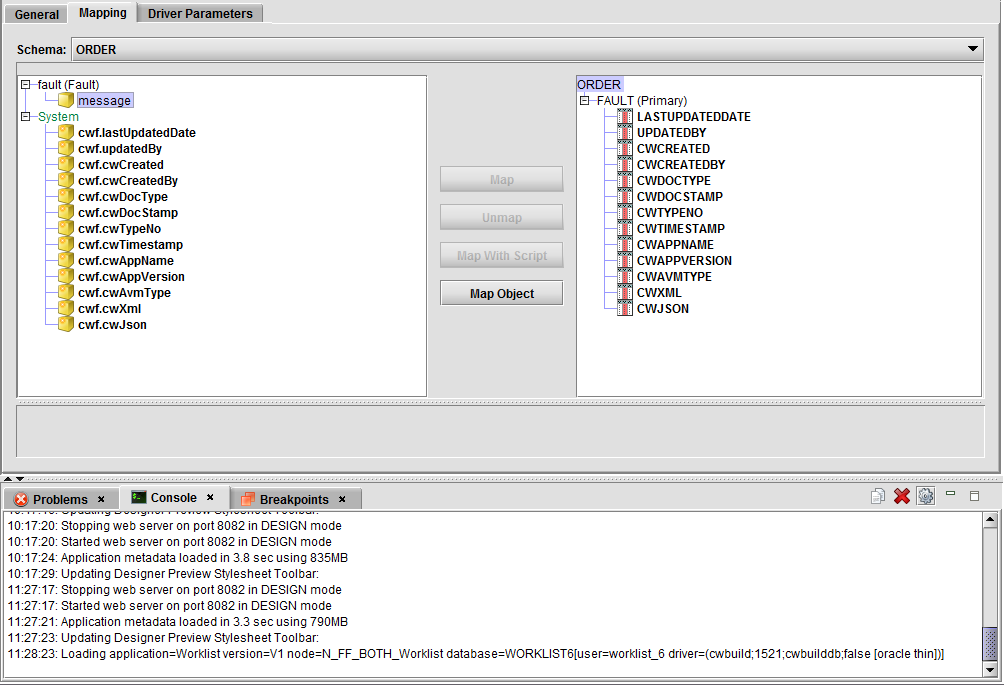 General Mapping Driver Parameters
Schema: ORDER
fault (Fault)
message
System
cwf.lastUpdatedDate
cwf.updatedBy
cwf.cwCreated
cwf.cwCreatedBy
cwf.cwDocType
cwf.cwDocStamp
cwf.cwTypeNo
cwf.cwTimestamp
cwf.cwAppName
cwf.cwAppVersion
cwf.cwAvmType
cwf.cwXml
cwf.cwJson
Map
Unmap
Map With Script
Map Object
ORDER
FAULT (Primary)
LASTUPDATEDDATE
UPDATEDBY
CWCREATED
CWCREATEDBY
CWDOCTYPE
CWDOCSTAMP
CWTYPENO
CWTIMESTAMP
CWAPPNAME
CWAPPVERSION
CWAVMTYPE
CWXML
CWJSON
Problems Console Breakpoints
Updating Designer Preview Stylesheet Toolbar:
10:17:20: Stopping web server on port 8082 in DESIGN mode
10:17:20: Started web server on port 8082 in DESIGN mode
10:17:24: Application metadata loaded in 3.8 sec using 835MB
10:17:29: Updating Designer Preview Stylesheet Toolbar:
11:27:17: Stopping web server on port 8082 in DESIGN mode
11:27:17: Started web server on port 8082 in DESIGN mode
11:27:21: Application metadata loaded in 3.3 sec using 790MB
11:27:23: Updating Designer Preview Stylesheet Toolbar:
11:28:23: Loading application=Worklist version=V1 node=N_FF_BOTH_Worklist database=WORKLIST6[user=worklist_6 driver=(cwbuild;1521;cwbuilddb;false [oracle thin])]